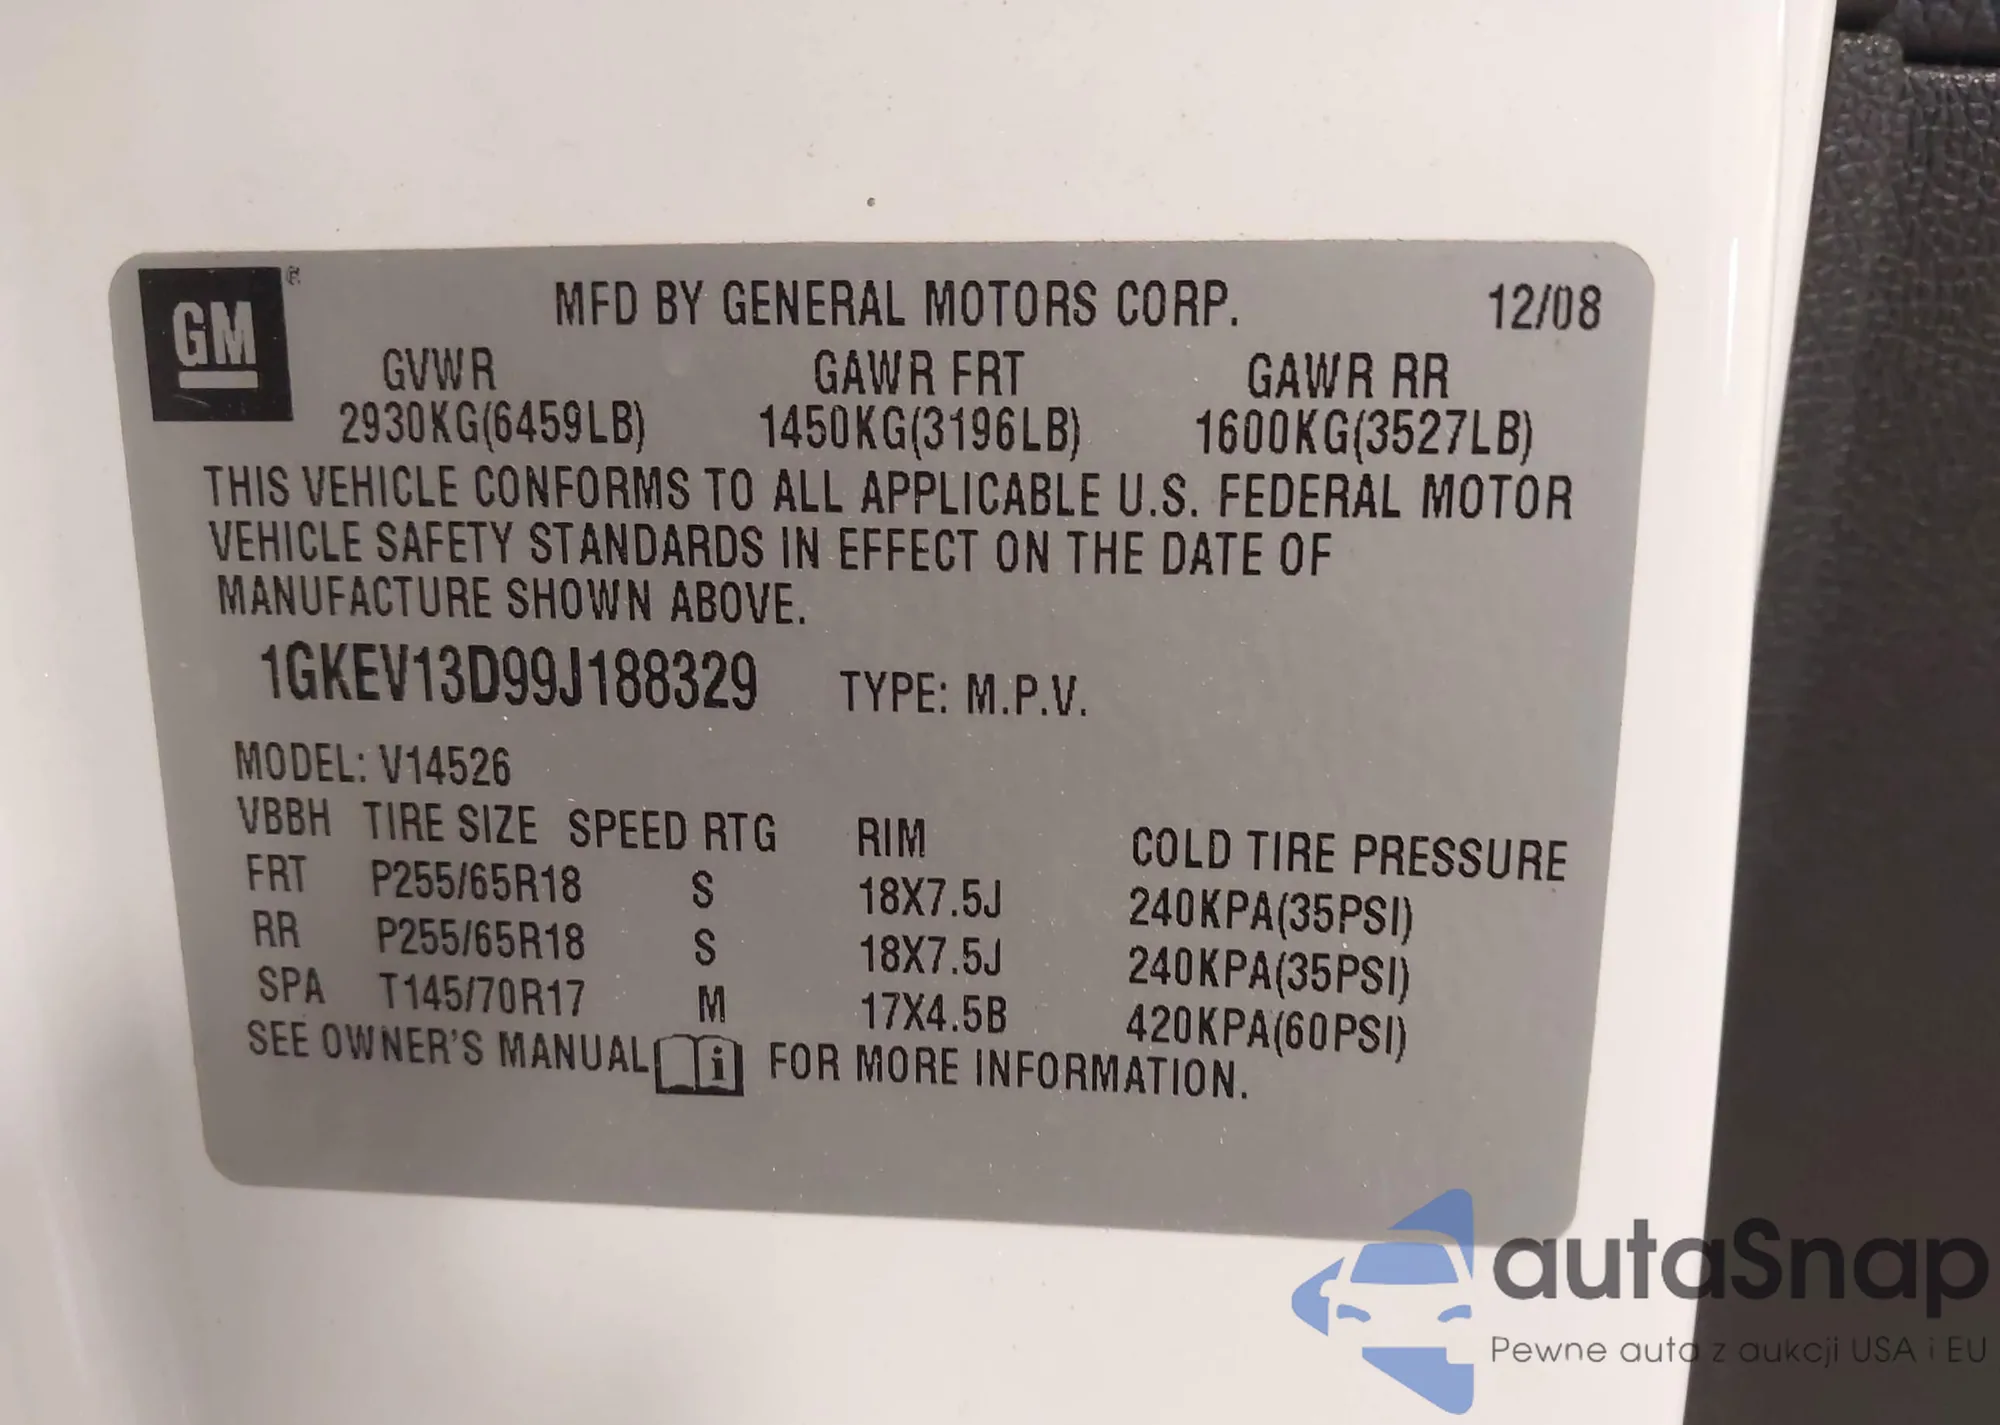 GM
MFD BY GENERAL MOTORS CORP. 12/08
GVWR GAWR FRT GAWR RR
2930KG(6459LB) 1450KG(3196LB) 1600KG(3527LB)
THIS VEHICLE CONFORMS TO ALL APPLICABLE U.S. FEDERAL MOTOR
VEHICLE SAFETY STANDARDS IN EFFECT ON THE DATE OF
MANUFACTURE SHOWN ABOVE.
1GKEV13D99J188329 TYPE: M.P.V.
MODEL: V14526
VBBH TIRE SIZE SPEED RTG RIM COLD TIRE PRESSURE
FRT P255/65R18 S 18X7.5J 240KPA(35PSI)
RR P255/65R18 S 18X7.5J 240KPA(35PSI)
SPA T145/70R17 M 17X4.5B 420KPA(60PSI)
SEE OWNER'S MANUAL i FOR MORE INFORMATION.
autaSnap
Pewne auta z aukcji USA i EU